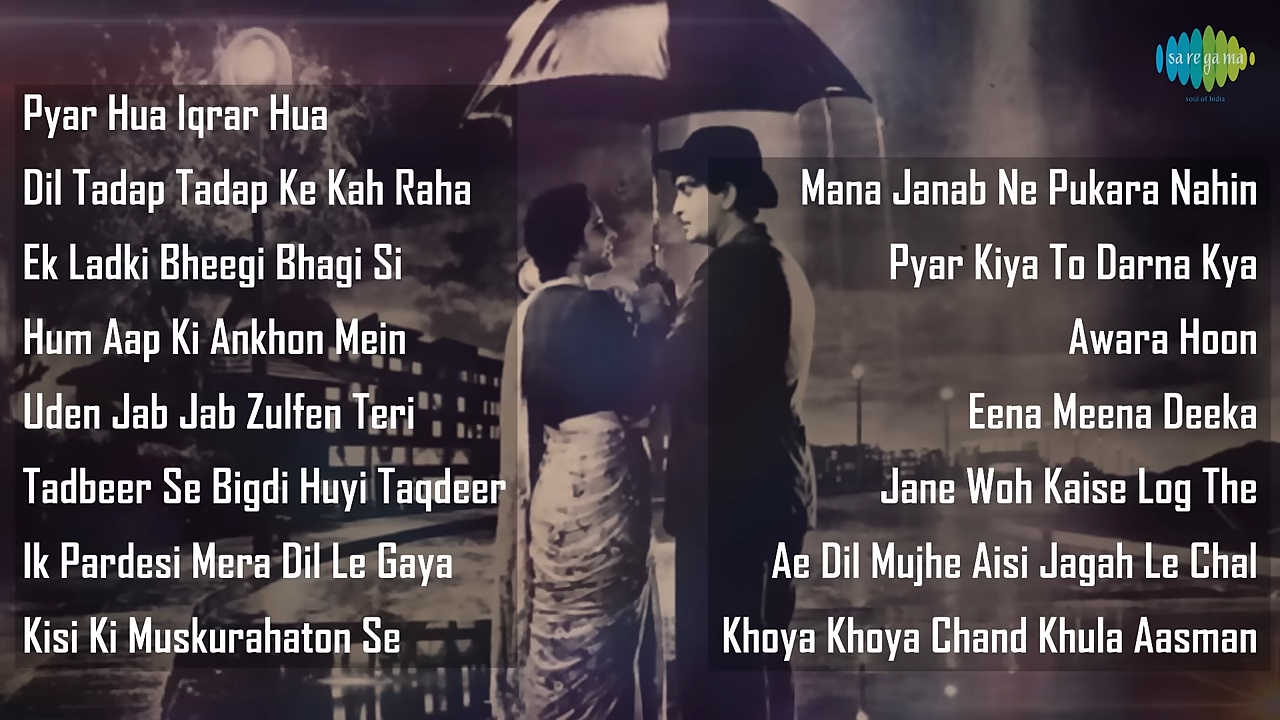 sa re ga ma
soul of India
Pyar Hua Iqrar Hua
Dil Tadap Tadap Ke Kah Raha
Ek Ladki Bheegi Bhagi Si
Hum Aap Ki Ankhon Mein
Uden Jab Jab Zulfen Teri
Tadbeer Se Bigdi Huyi Taqdeer
Ik Pardesi Mera Dil Le Gaya
Kisi Ki Muskurahaton Se
Mana Janab Ne Pukara Nahin
Pyar Kiya To Darna Kya
Awara Hoon
Eena Meena Deeka
Jane Woh Kaise Log The
Ae Dil Mujhe Aisi Jagah Le Chal
Khoya Khoya Chand Khula Aasman